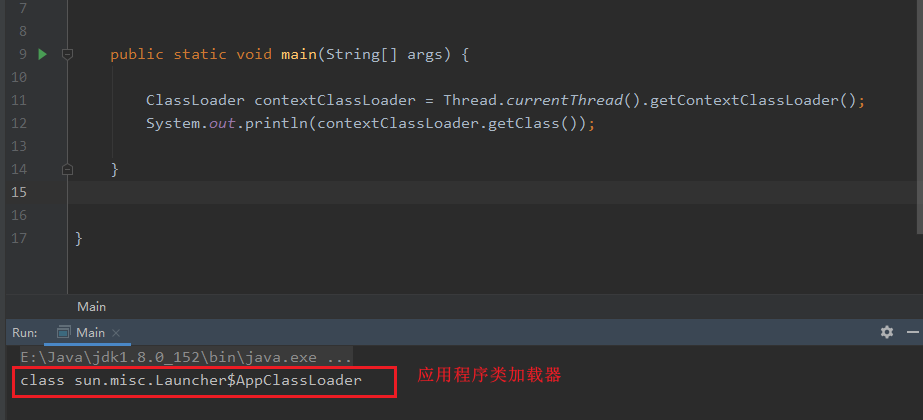 7
8
9 public static void main(String[] args) {
10
11 ClassLoader contextClassLoader = Thread.currentThread().getContextClassLoader();
12 System.out.println(contextClassLoader.getClass());
13
14 }
15
16
17 }
Main
Run: Main
E:\Java\jdk1.8.0_152\bin\java.exe ...
class sun.misc.Launcher$AppClassLoader 应用程序类加载器